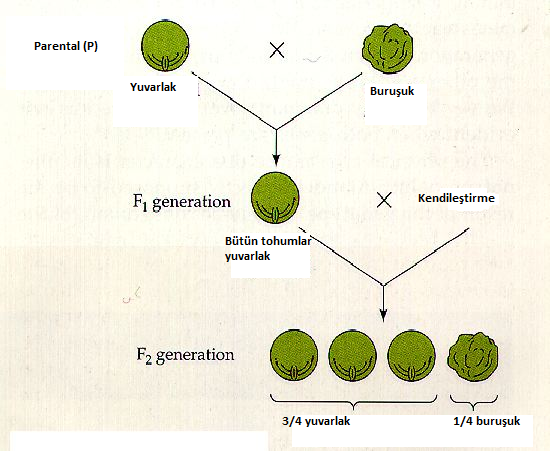 Parental (P)
Yuvarlak
Buruşuk
F₁ generation
Kendileştirme
Bütün tohumlar
yuvarlak
F₂ generation
3/4 yuvarlak
1/4 buruşuk